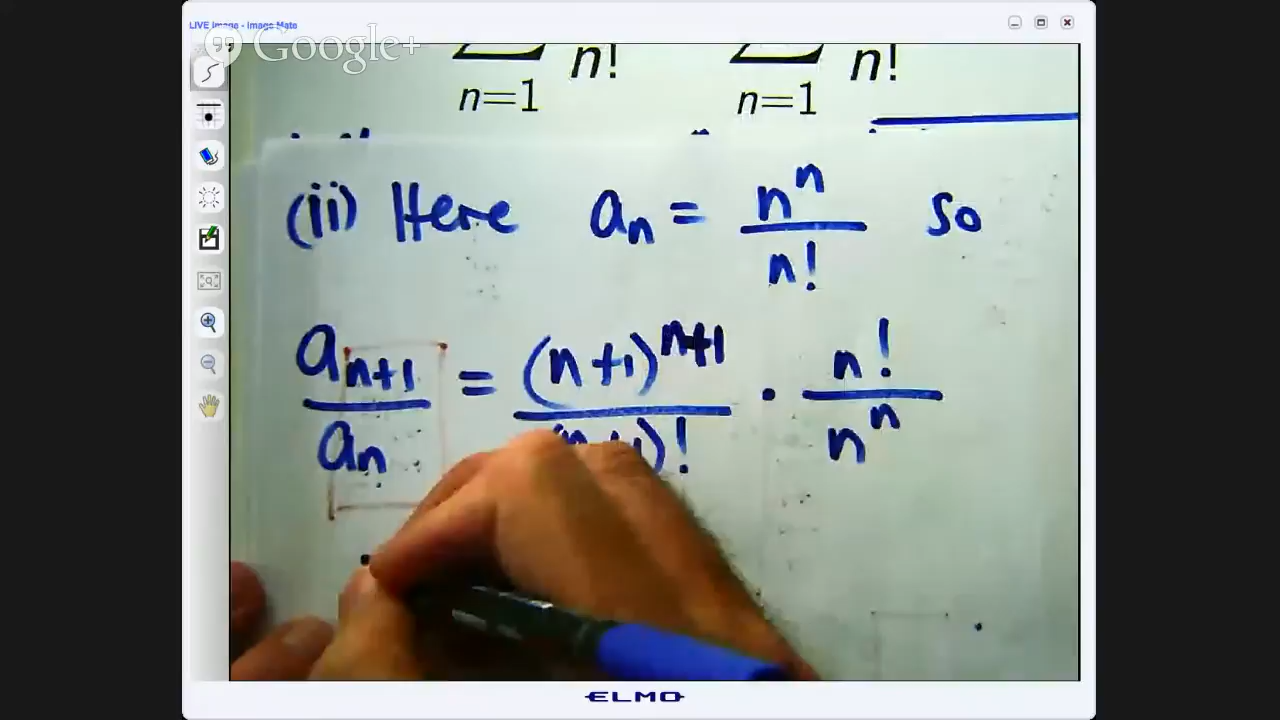 LIVE Image - Image Mate
Google+
n! n!
n=1 n=1
(ii) Here aₙ = nⁿ/n! so
aₙ₊₁/aₙ = (n+1)ⁿ⁺¹/(n+1)! · n!/nⁿ
ELMO